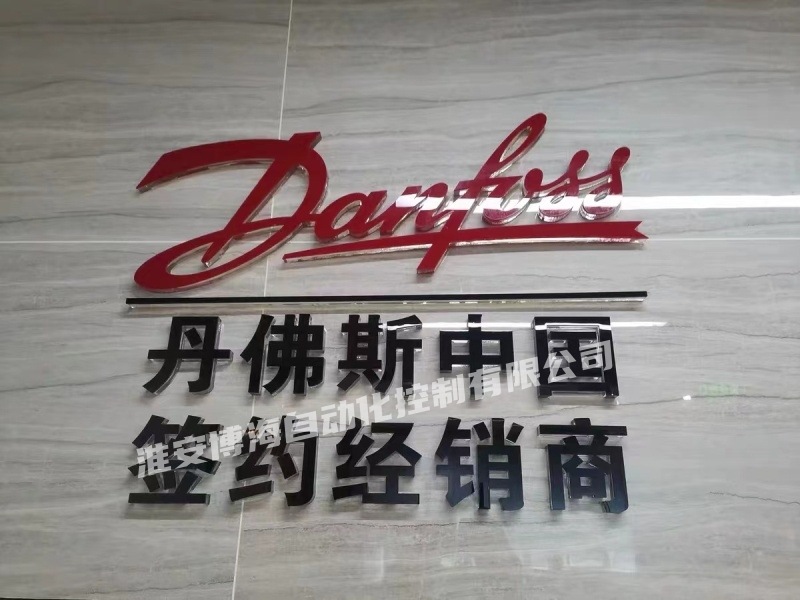 Danfoss
丹佛斯中国
签约经销商
淮安博海自动化控制有限公司